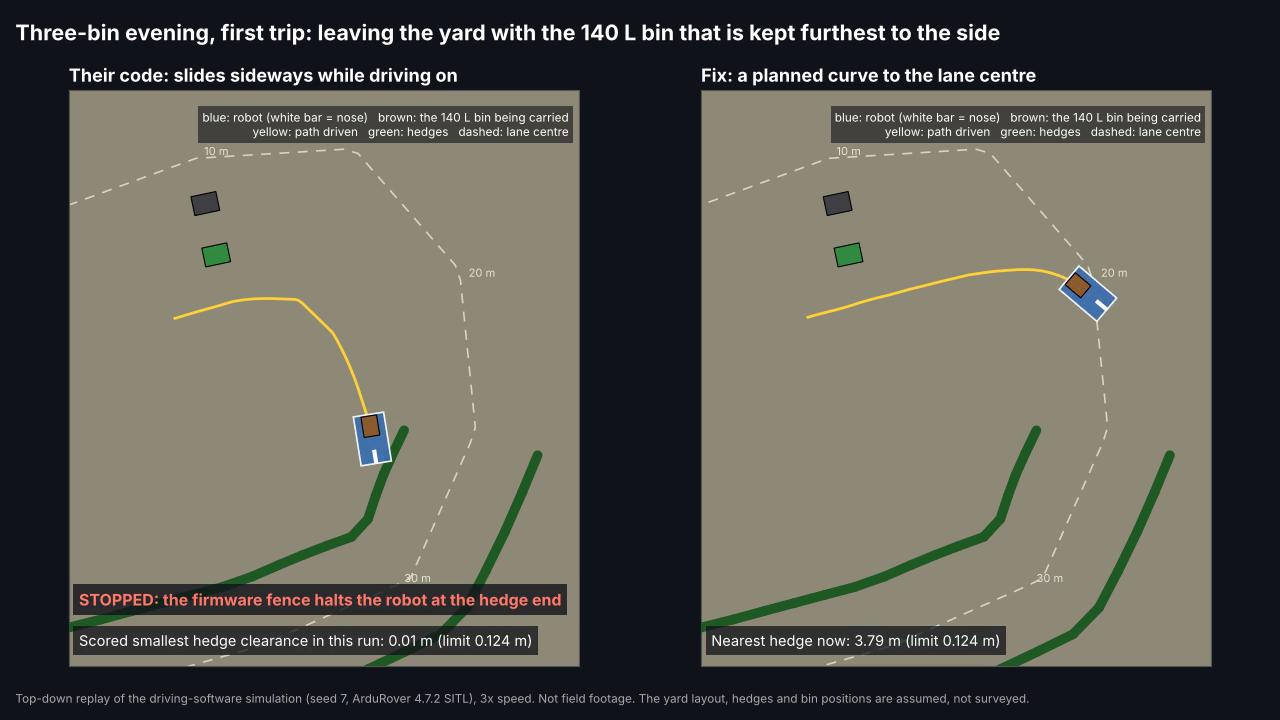 Three-bin evening, first trip: leaving the yard with the 140 L bin that is kept furthest to the side
Their code: slides sideways while driving on
blue: robot (white bar = nose)   brown: the 140 L bin being carried
yellow: path driven   green: hedges   dashed: lane centre
10 m
20 m
30 m
STOPPED: the firmware fence halts the robot at the hedge end
Scored smallest hedge clearance in this run: 0.01 m (limit 0.124 m)
Fix: a planned curve to the lane centre
blue: robot (white bar = nose)   brown: the 140 L bin being carried
yellow: path driven   green: hedges   dashed: lane centre
10 m
20 m
30 m
Nearest hedge now: 3.79 m (limit 0.124 m)
Top-down replay of the driving-software simulation (seed 7, ArduRover 4.7.2 SITL), 3x speed. Not field footage. The yard layout, hedges and bin positions are assumed, not surveyed.